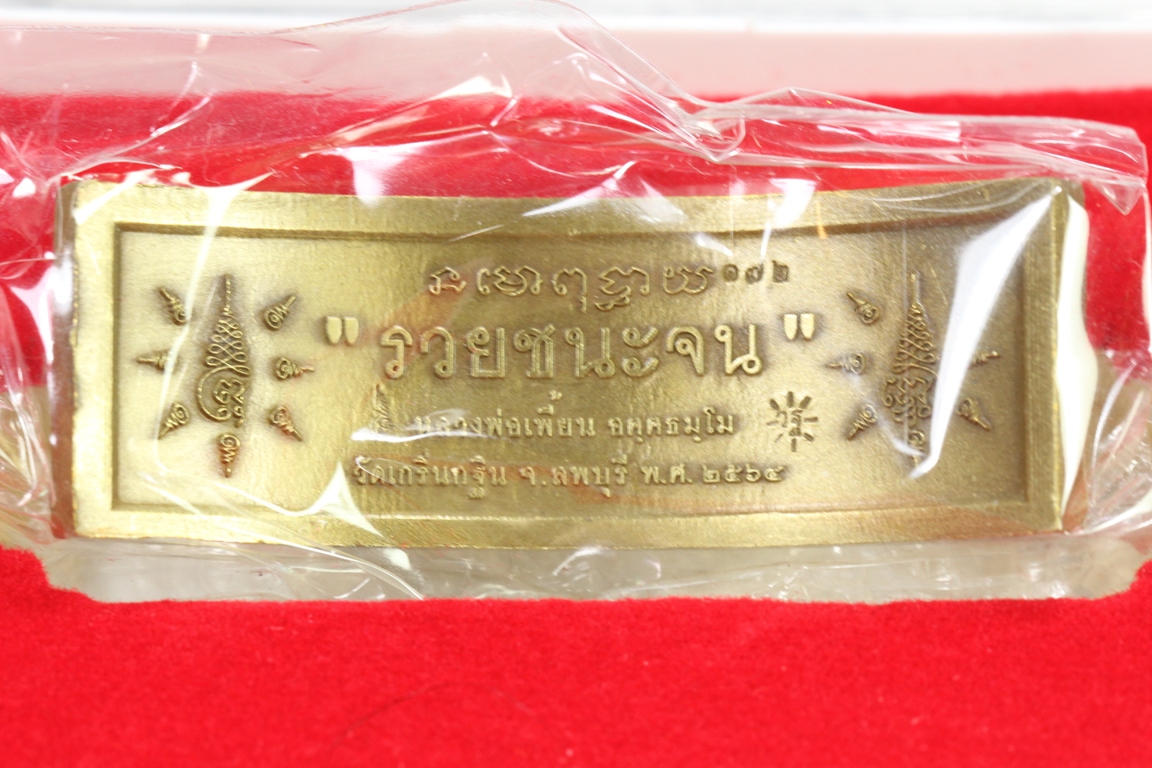 ๑๗๒
"รวยชนะจน"
หลวงพ่อเพี้ยน อคฺคธมฺโม
วัดเกริ่นกฐิน จ.ลพบุรี พ.ศ. ๒๕๖๔